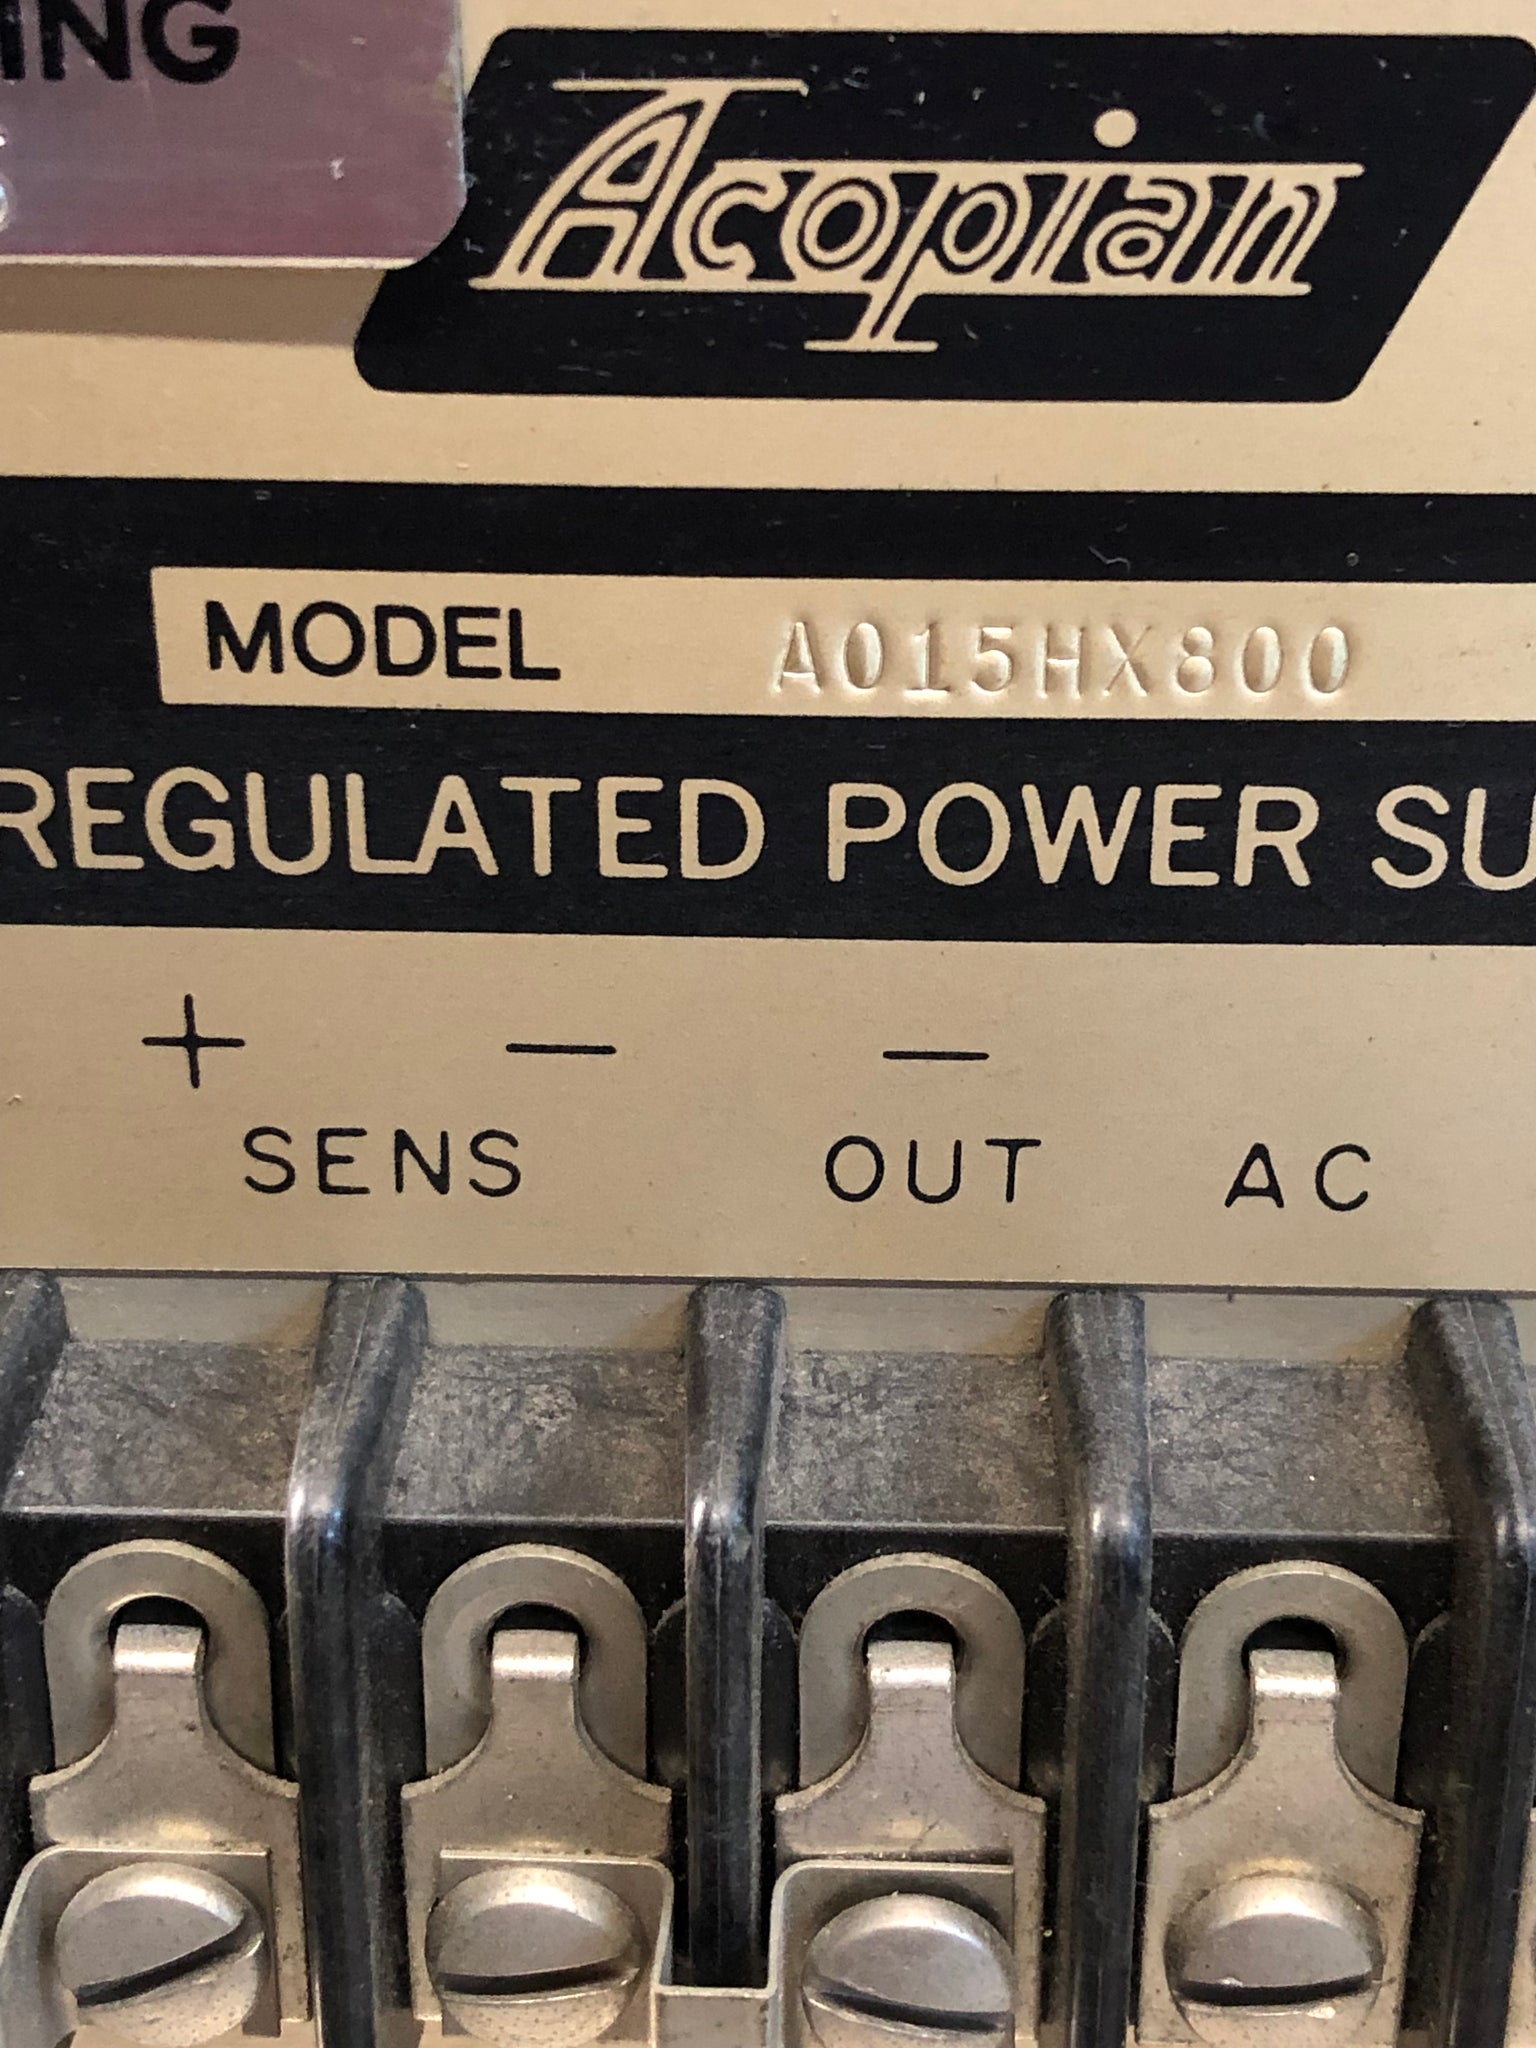 ING
Acopian
MODEL A015HX800
REGULATED POWER SU
+ − −
SENS OUT AC